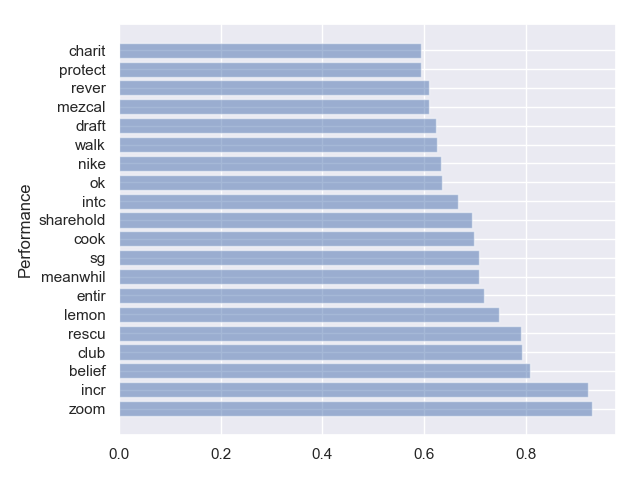 charit
protect
rever
mezcal
draft
walk
nike
ok
intc
sharehold
cook
sg
meanwhil
entir
lemon
rescu
club
belief
incr
zoom
Performance
0.0 0.2 0.4 0.6 0.8